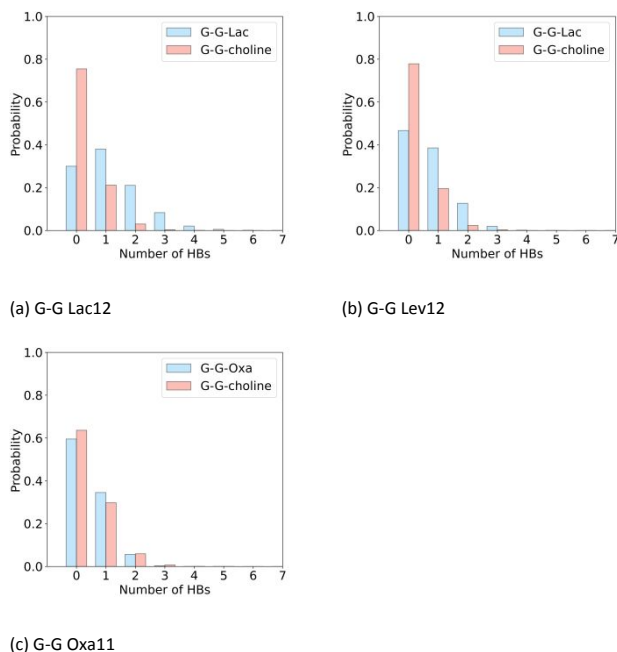 G-G-Lac
G-G-choline
1.0
0.8
0.6
0.4
0.2
0.0
Probability
0 1 2 3 4 5 6 7
Number of HBs
(a) G-G Lac12
G-G-Lac
G-G-choline
1.0
0.8
0.6
0.4
0.2
0.0
Probability
0 1 2 3 4 5 6 7
Number of HBs
(b) G-G Lev12
G-G-Oxa
G-G-choline
1.0
0.8
0.6
0.4
0.2
0.0
Probability
0 1 2 3 4 5 6 7
Number of HBs
(c) G-G Oxa11